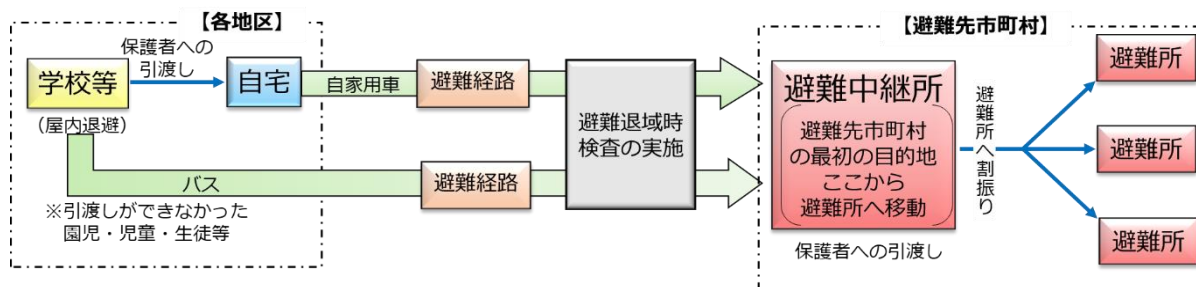 【各地区】
保護者への
引渡し
学校等
自宅
(屋内退避)
自家用車
避難経路
バス
避難経路
※引渡しができなかった
園児・児童・生徒等
避難退域時
検査の実施
【避難先市町村】
避難中継所
避難先市町村
の最初の目的地
ここから
避難所へ移動
保護者への引渡し
避難所へ割振り
避難所
避難所
避難所